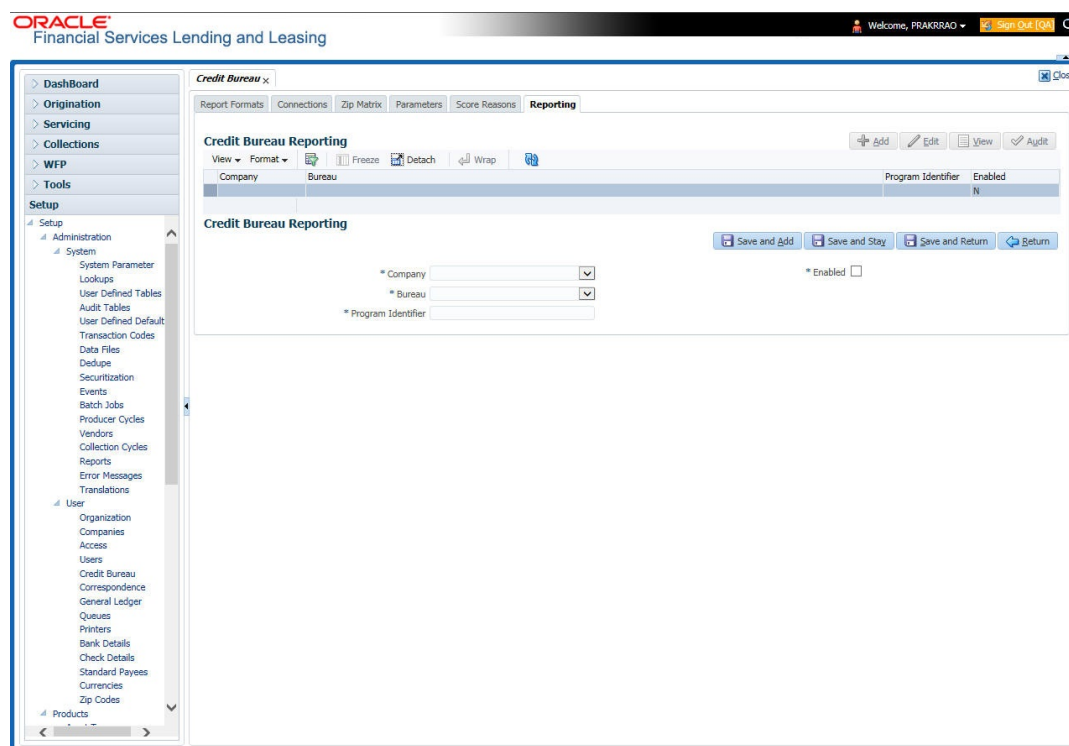 ORACLE
Financial Services Lending and Leasing
Welcome, PRAKRRAO
Sign Out [QA]
DashBoard
Origination
Servicing
Collections
WFP
Tools
Setup
Setup
Administration
System
System Parameter
Lookups
User Defined Tables
Audit Tables
User Defined Default
Transaction Codes
Data Files
Dedupe
Securitization
Events
Batch Jobs
Producer Cycles
Vendors
Collection Cycles
Reports
Error Messages
Translations
User
Organization
Companies
Access
Users
Credit Bureau
Correspondence
General Ledger
Queues
Printers
Bank Details
Check Details
Standard Payees
Currencies
Zip Codes
Products
Credit Bureau x
Clos
Report Formats Connections Zip Matrix Parameters Score Reasons Reporting
Credit Bureau Reporting
Add Edit View Audit
View Format Freeze Detach Wrap
Company Bureau Program Identifier Enabled
N
Credit Bureau Reporting
Save and Add Save and Stay Save and Return Return
* Company
* Enabled
* Bureau
* Program Identifier